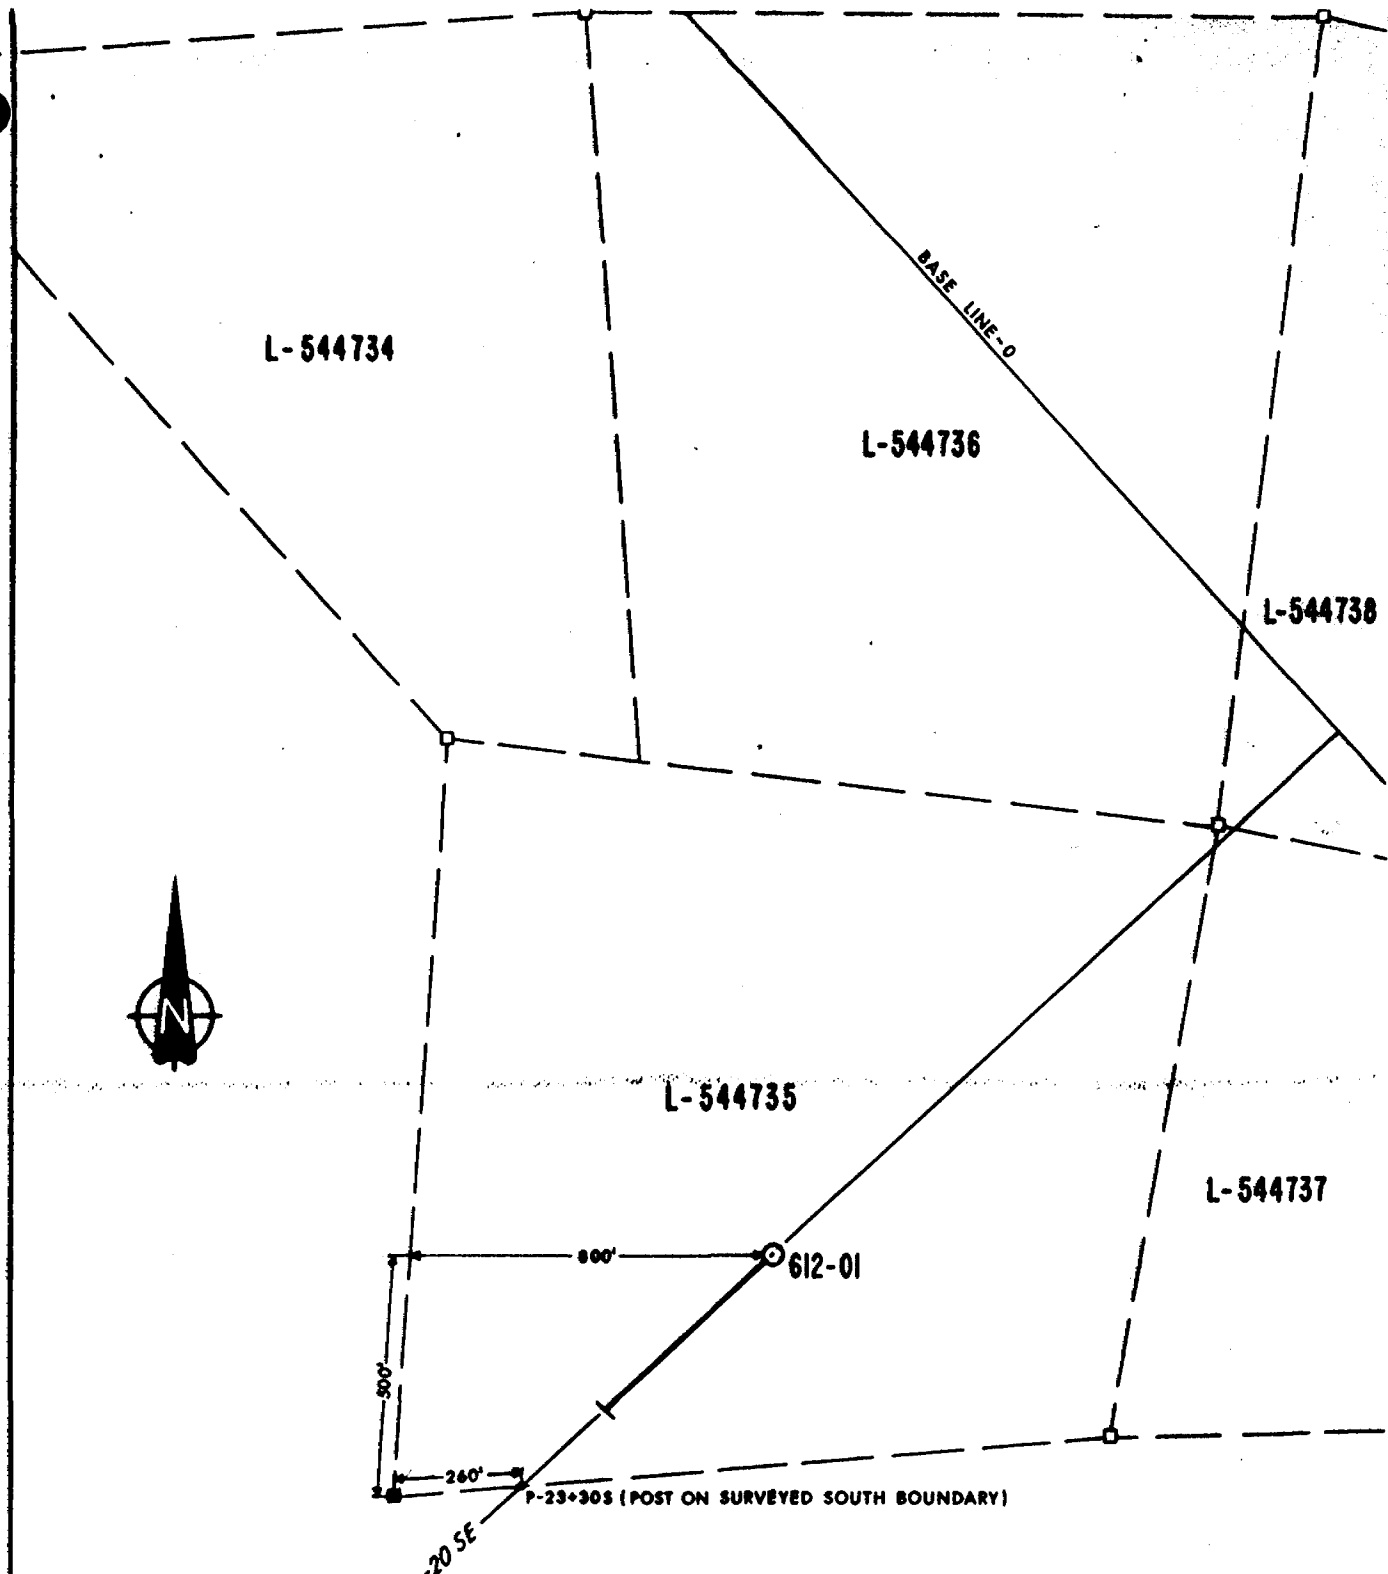 BASE LINE-0
L-544734
L-544736
L-544738
N
L-544735
L-544737
800'
612-01
500'
260'
P-23+30S (POST ON SURVEYED SOUTH BOUNDARY)
-20 SE